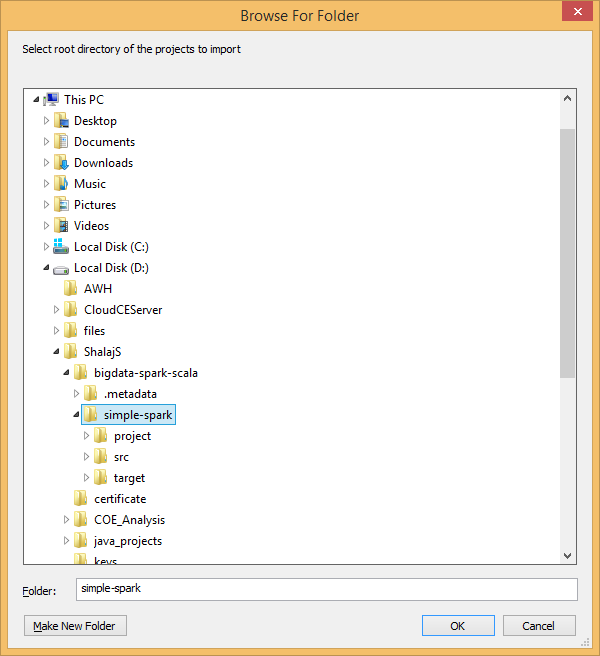 Browse For Folder
Select root directory of the projects to import
This PC
Desktop
Documents
Downloads
Music
Pictures
Videos
Local Disk (C:)
Local Disk (D:)
AWH
CloudCEServer
files
ShalajS
bigdata-spark-scala
.metadata
simple-spark
project
src
target
certificate
COE_Analysis
java_projects
keys
Folder: simple-spark
Make New Folder OK Cancel